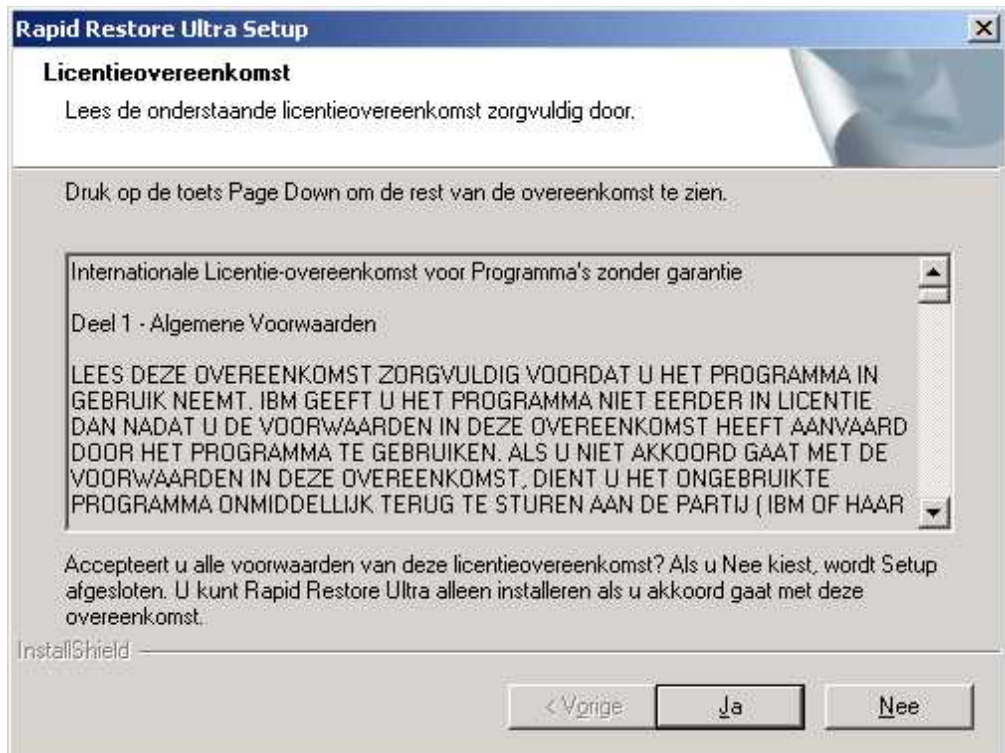 Rapid Restore Ultra Setup
Licentieovereenkomst
Lees de onderstaande licentieovereenkomst zorgvuldig door.
Druk op de toets Page Down om de rest van de overeenkomst te zien.
Internationale Licentie-overeenkomst voor Programma's zonder garantie
Deel 1 - Algemene Voorwaarden
LEES DEZE OVEREENKOMST ZORGVULDIG VOORDAT U HET PROGRAMMA IN
GEBRUIK NEEMT. IBM GEEFT U HET PROGRAMMA NIET EERDER IN LICENTIE
DAN NADAT U DE VOORWAARDEN IN DEZE OVEREENKOMST HEEFT AANVAARD
DOOR HET PROGRAMMA TE GEBRUIKEN. ALS U NIET AKKOORD GAAT MET DE
VOORWAARDEN IN DEZE OVEREENKOMST, DIENT U HET ONGEBRUIKTE
PROGRAMMA ONMIDDELLIJK TERUG TE STUREN AAN DE PARTIJ ( IBM OF HAAR
Accepteert u alle voorwaarden van deze licentieovereenkomst? Als u Nee kiest, wordt Setup
afgesloten. U kunt Rapid Restore Ultra alleen installeren als u akkoord gaat met deze
overeenkomst.
InstallShield
< Vorige
Ja
Nee